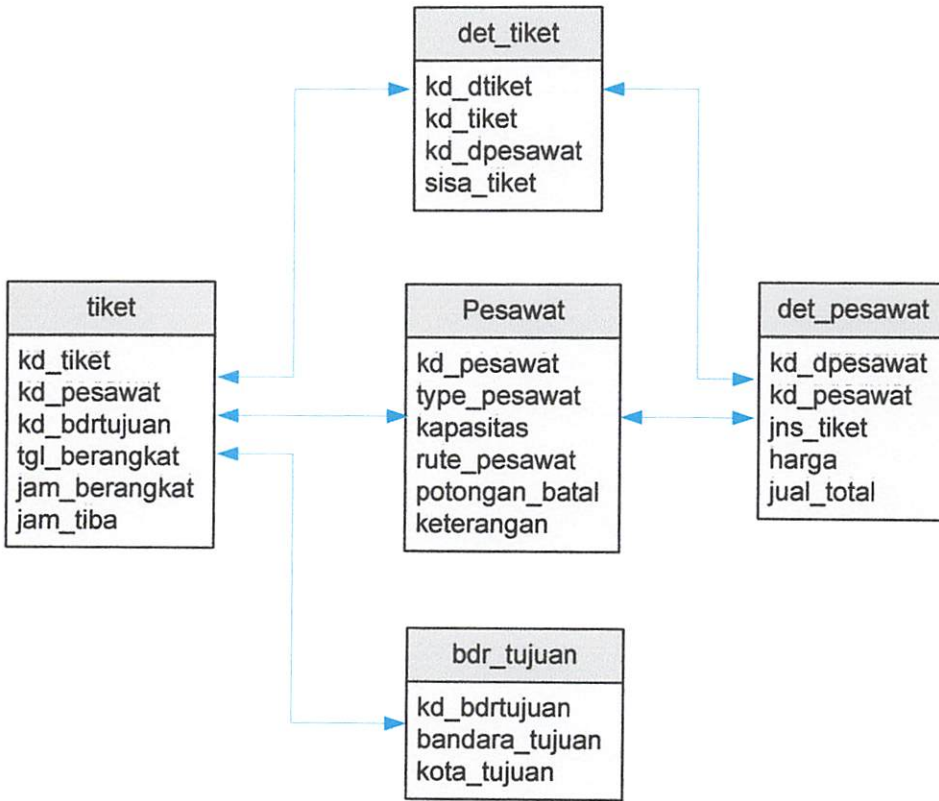 det_tiket
kd_dtiket
kd_tiket
kd_dpesawat
sisa_tiket
tiket
kd_tiket
kd_pesawat
kd_bdrtujuan
tgl_berangkat
jam_berangkat
jam_tiba
Pesawat
kd_pesawat
type_pesawat
kapasitas
rute_pesawat
potongan_batal
keterangan
det_pesawat
kd_dpesawat
kd_pesawat
jns_tiket
harga
jual_total
bdr_tujuan
kd_bdrtujuan
bandara_tujuan
kota_tujuan